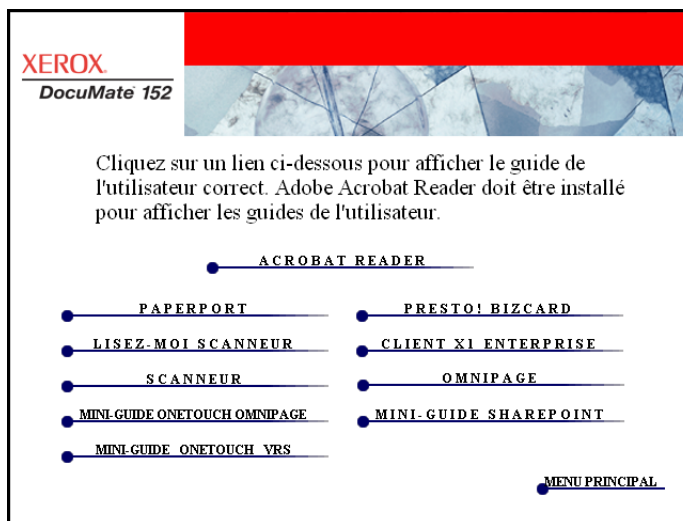 XEROX.
DocuMate 152
Cliquez sur un lien ci-dessous pour afficher le guide de
l'utilisateur correct. Adobe Acrobat Reader doit être installé
pour afficher les guides de l'utilisateur.
ACROBAT READER
PAPERPORT
PRESTO! BIZCARD
LISEZ-MOI SCANNEUR
CLIENT X1 ENTERPRISE
SCANNEUR
OMNIPAGE
MINI-GUIDE ONETOUCH OMNIPAGE
MINI-GUIDE SHAREPOINT
MINI-GUIDE ONETOUCH VRS
MENU PRINCIPAL